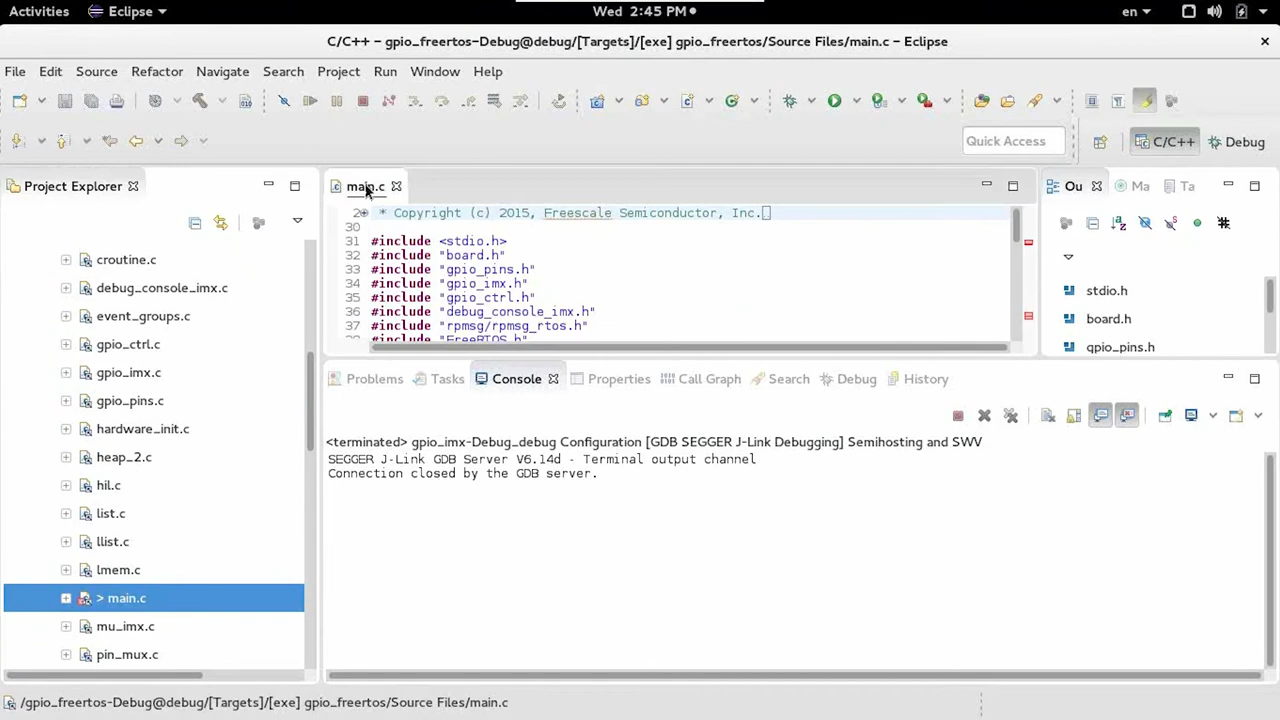 Activities Eclipse Wed 2:45 PM en
C/C++ – gpio_freertos-Debug@debug/[Targets]/[exe] gpio_freertos/Source Files/main.c – Eclipse
File Edit Source Refactor Navigate Search Project Run Window Help
Quick Access C/C++ Debug
Project Explorer main.c Ou Ma Ta
2 * Copyright (c) 2015, Freescale Semiconductor, Inc.
30
31 #include <stdio.h>
32 #include "board.h"
33 #include "gpio_pins.h"
34 #include "gpio_imx.h"
35 #include "gpio_ctrl.h"
36 #include "debug_console_imx.h"
37 #include "rpmsg/rpmsg_rtos.h"
38 #include "FreeRTOS.h"
stdio.h
board.h
gpio_pins.h
croutine.c
debug_console_imx.c
event_groups.c
gpio_ctrl.c
gpio_imx.c
gpio_pins.c
hardware_init.c
heap_2.c
hil.c
list.c
llist.c
lmem.c
> main.c
mu_imx.c
pin_mux.c
Problems Tasks Console Properties Call Graph Search Debug History
<terminated> gpio_imx-Debug_debug Configuration [GDB SEGGER J-Link Debugging] Semihosting and SWV
SEGGER J-Link GDB Server V6.14d - Terminal output channel
Connection closed by the GDB server.
/gpio_freertos-Debug@debug/[Targets]/[exe] gpio_freertos/Source Files/main.c